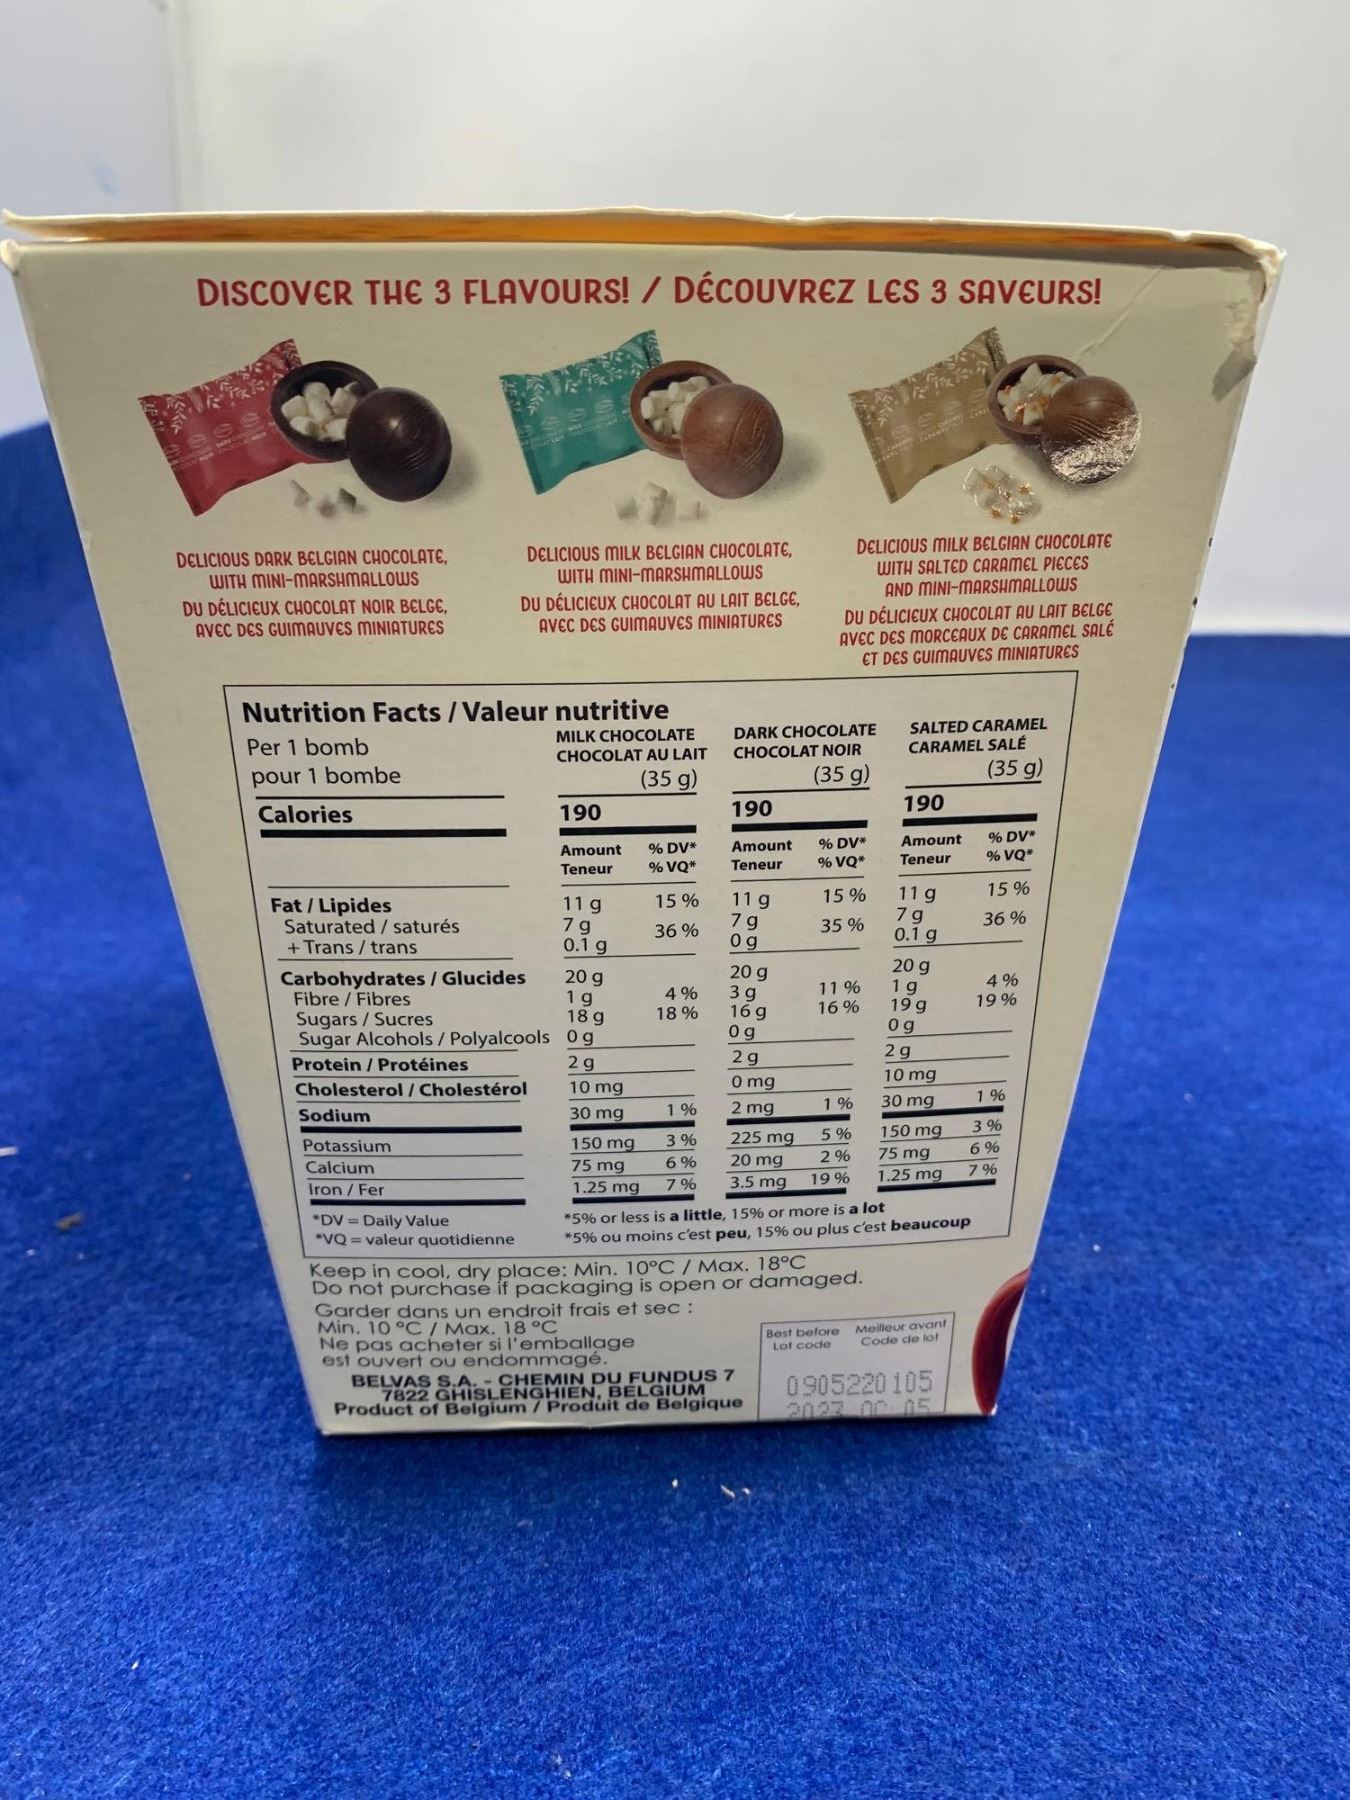 DISCOVER THE 3 FLAVOURS! / DÉCOUVREZ LES 3 SAVEURS!
DELICIOUS DARK BELGIAN CHOCOLATE,
WITH MINI-MARSHMALLOWS
DU DÉLICIEUX CHOCOLAT NOIR BELGE,
AVEC DES GUIMAUVES MINIATURES
DELICIOUS MILK BELGIAN CHOCOLATE,
WITH MINI-MARSHMALLOWS
DU DÉLICIEUX CHOCOLAT AU LAIT BELGE,
AVEC DES GUIMAUVES MINIATURES
DELICIOUS MILK BELGIAN CHOCOLATE
WITH SALTED CARAMEL PIECES
AND MINI-MARSHMALLOWS
DU DÉLICIEUX CHOCOLAT AU LAIT BELGE
AVEC DES MORCEAUX DE CARAMEL SALÉ
ET DES GUIMAUVES MINIATURES
Nutrition Facts / Valeur nutritive
Per 1 bomb
pour 1 bombe
MILK CHOCOLATE DARK CHOCOLATE SALTED CARAMEL
CHOCOLAT AU LAIT CHOCOLAT NOIR CARAMEL SALÉ
(35 g) (35 g) (35 g)
Calories 190 190 190
Amount % DV* Amount % DV* Amount % DV*
Teneur % VQ* Teneur % VQ* Teneur % VQ*
Fat / Lipides 11 g 15 % 11 g 15 % 11 g 15 %
Saturated / saturés 7 g 36 % 7 g 35 % 7 g 36 %
+ Trans / trans 0.1 g 0 g 0.1 g
Carbohydrates / Glucides 20 g 20 g 20 g
Fibre / Fibres 1 g 4 % 3 g 11 % 1 g 4 %
Sugars / Sucres 18 g 18 % 16 g 16 % 19 g 19 %
Sugar Alcohols / Polyalcools 0 g 0 g 0 g
Protein / Protéines 2 g 2 g 2 g
Cholesterol / Cholestérol 10 mg 0 mg 10 mg
Sodium 30 mg 1 % 2 mg 1 % 30 mg 1 %
Potassium 150 mg 3 % 225 mg 5 % 150 mg 3 %
Calcium 75 mg 6 % 20 mg 2 % 75 mg 6 %
Iron / Fer 1.25 mg 7 % 3.5 mg 19 % 1.25 mg 7 %
*DV = Daily Value
*VQ = valeur quotidienne
*5% or less is a little, 15% or more is a lot
*5% ou moins c'est peu, 15% ou plus c'est beaucoup
Keep in cool, dry place: Min. 10°C / Max. 18°C
Do not purchase if packaging is open or damaged.
Garder dans un endroit frais et sec :
Min. 10 °C / Max. 18 °C
Ne pas acheter si l'emballage
est ouvert ou endommagé.
BELVAS S.A. - CHEMIN DU FUNDUS 7
7822 GHISLENGHIEN, BELGIUM
Product of Belgium / Produit de Belgique
Best before Meilleur avant
Lot code Code de lot
0905220105
2023 05